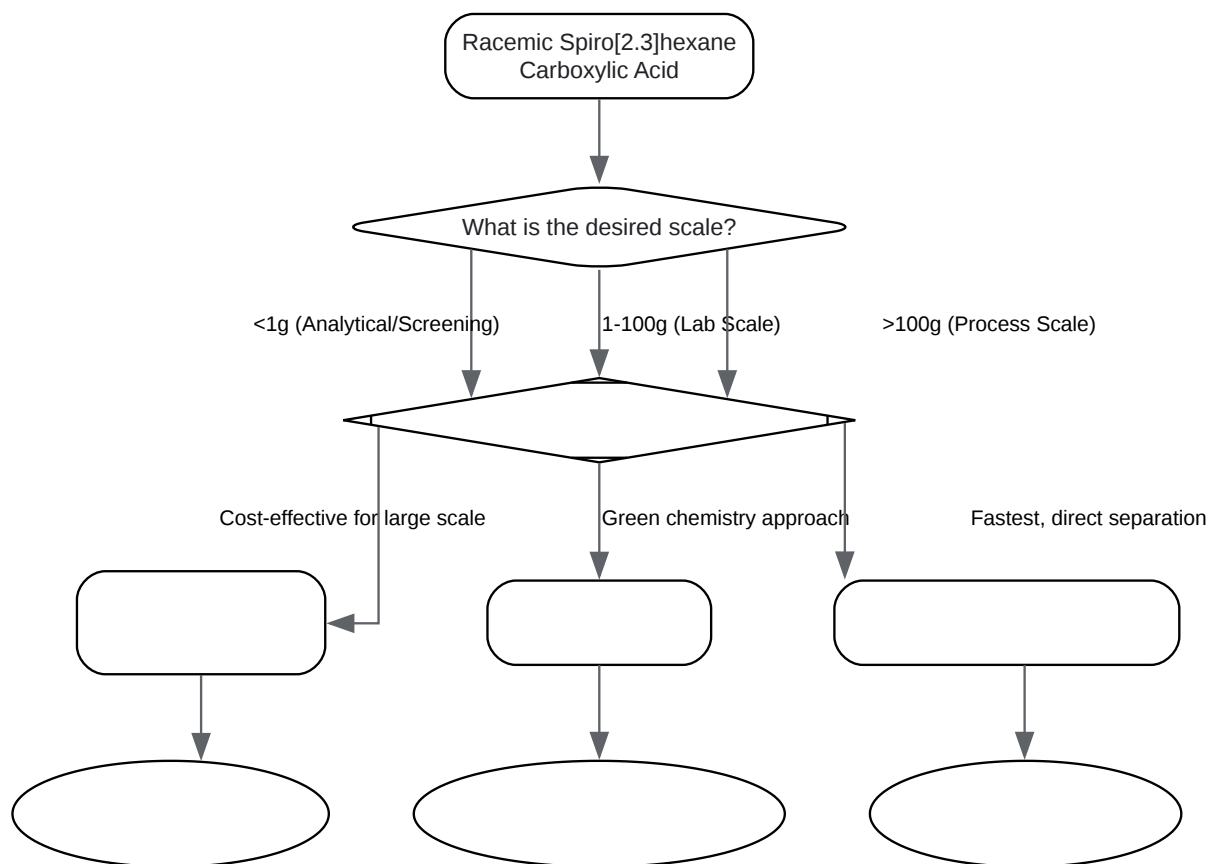 Racemic Spiro[2.3]hexane
Carboxylic Acid
What is the desired scale?
<1g (Analytical/Screening)
1-100g (Lab Scale)
>100g (Process Scale)
Cost-effective for large scale
Green chemistry approach
Fastest, direct separation